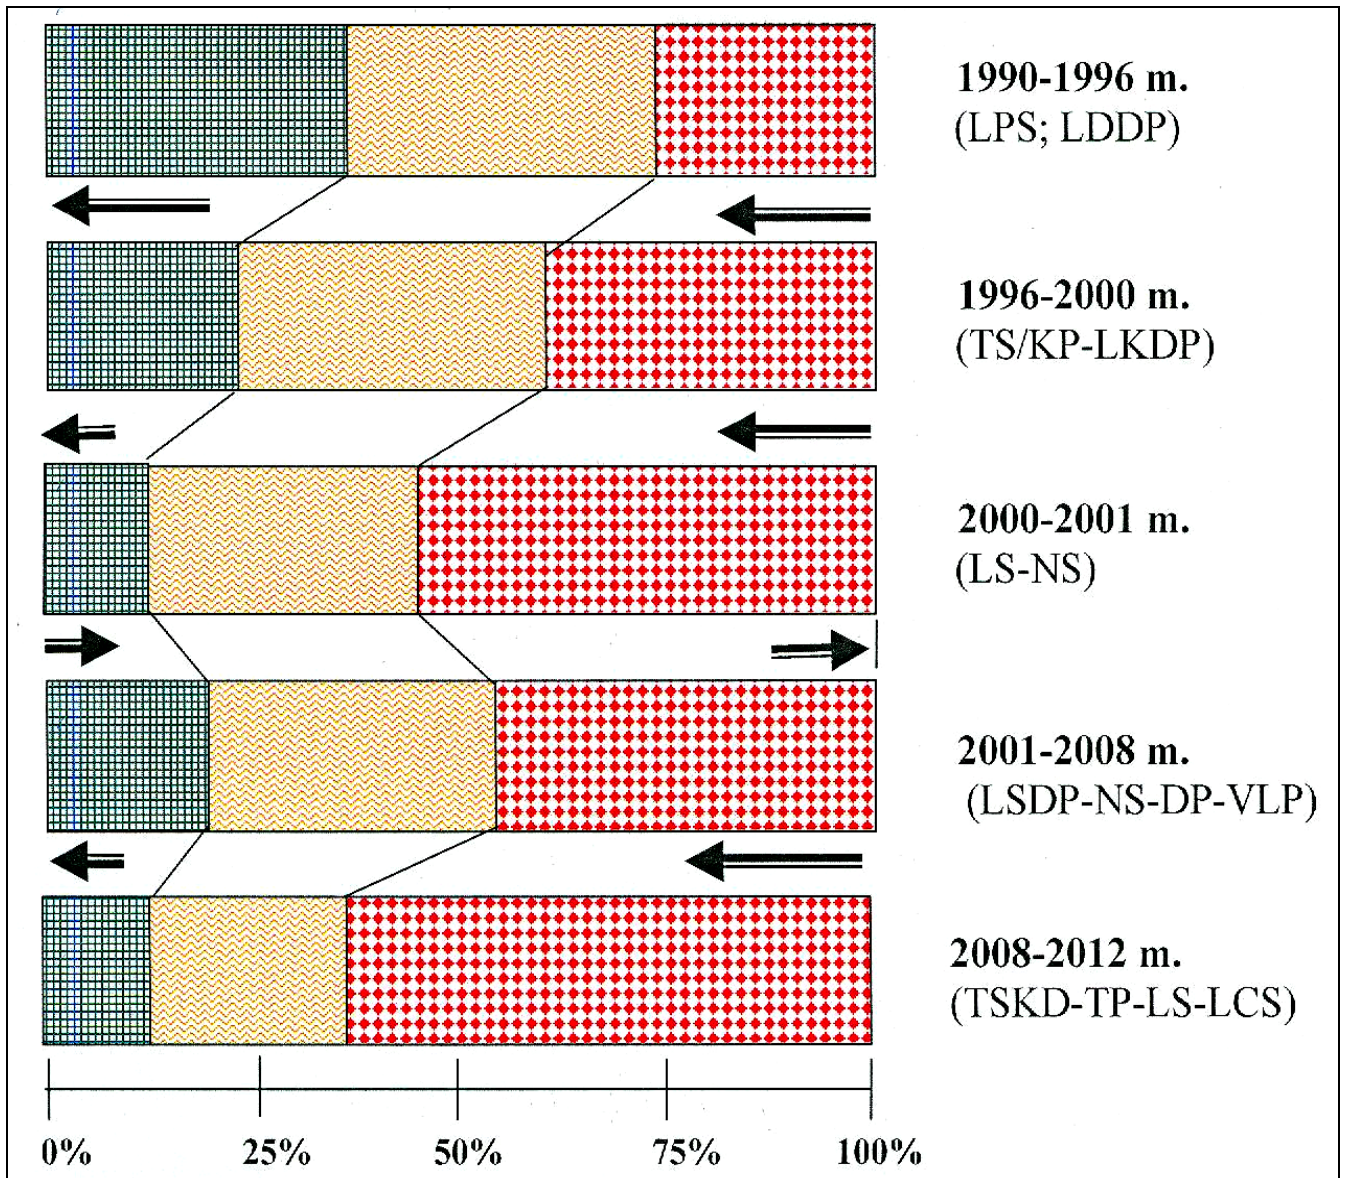 1990-1996 m.
(LPS; LDDP)
1996-2000 m.
(TS/KP-LKDP)
2000-2001 m.
(LS-NS)
2001-2008 m.
(LSDP-NS-DP-VLP)
2008-2012 m.
(TSKD-TP-LS-LCS)
0% 25% 50% 75% 100%